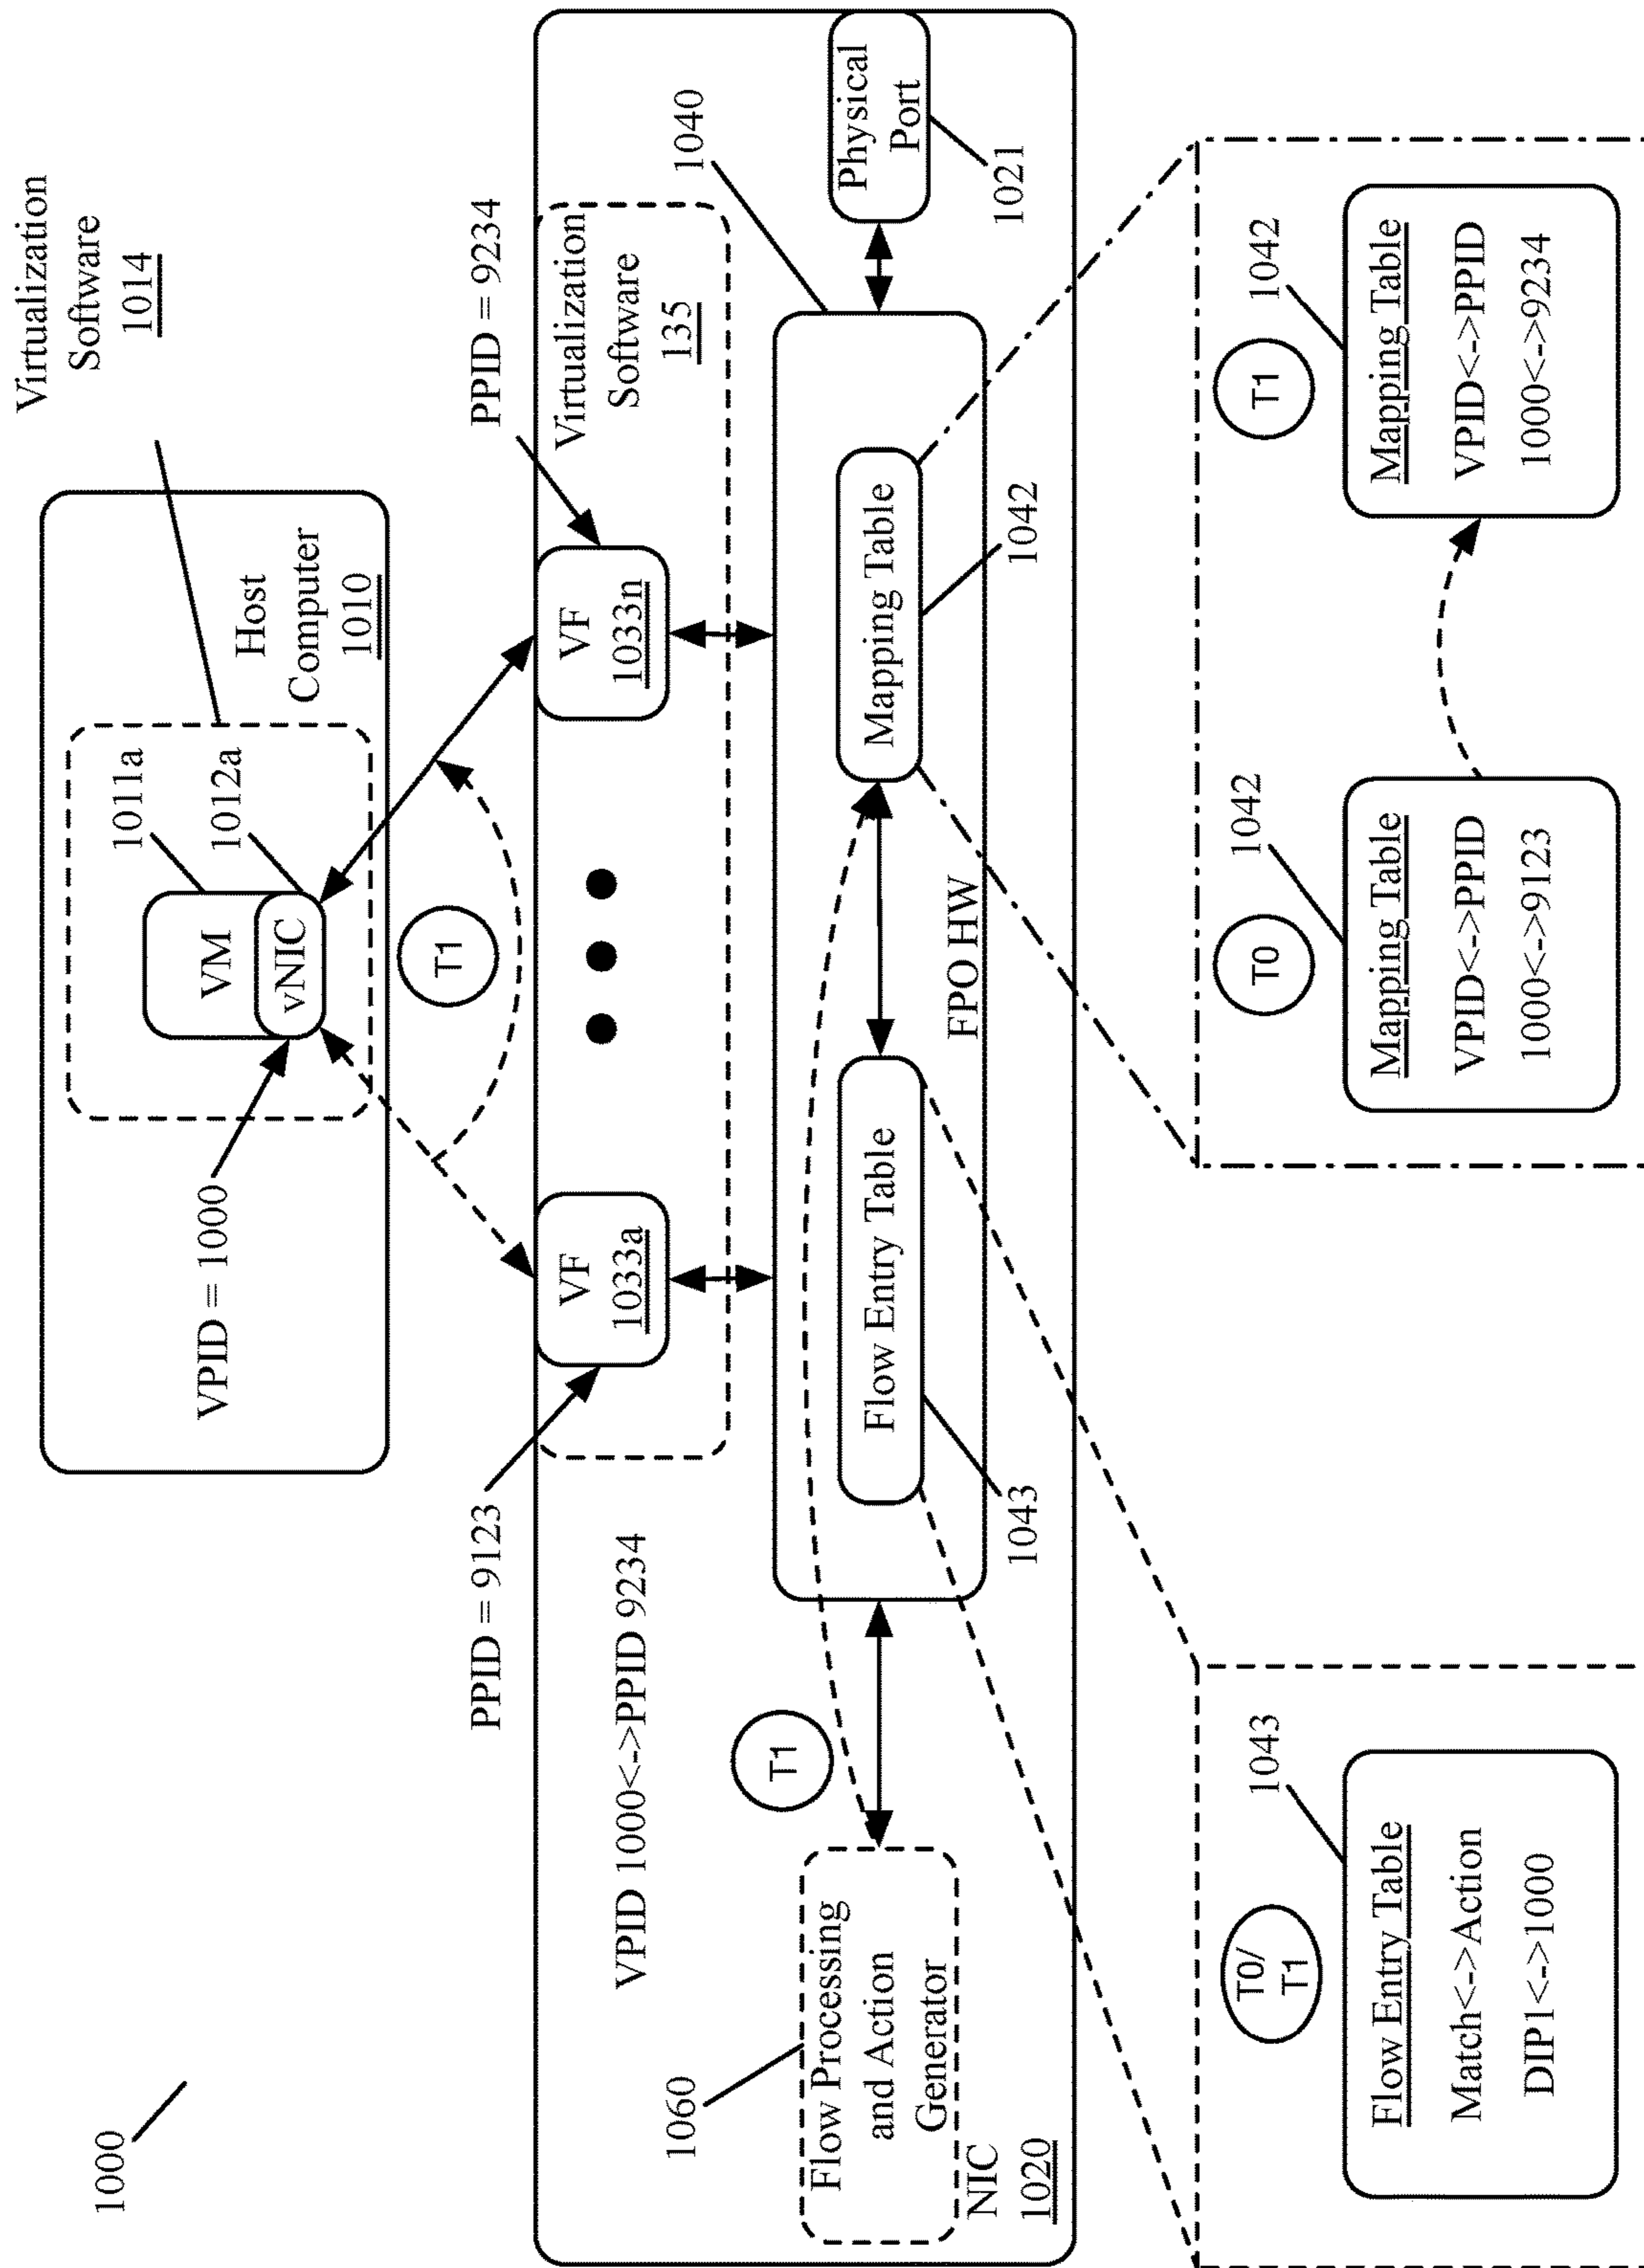 1000
Virtualization
Software
1014
VPID = 1000
VM
vNIC
1011a
1012a
Host
Computer
1010
T1
PPID = 9123
PPID = 9234
VPID 1000<->PPID 9234
VF
1033a
VF
1033n
Virtualization
Software
135
1060
Flow Processing
and Action
Generator
T1
Flow Entry Table
1043
FPO HW
Mapping Table
1042
1040
Physical
Port
1021
NIC
1020
T0/
T1
1043
Flow Entry Table
Match<->Action
DIP1<->1000
T0
1042
Mapping Table
VPID<->PPID
1000<->9123
T1
1042
Mapping Table
VPID<->PPID
1000<->9234